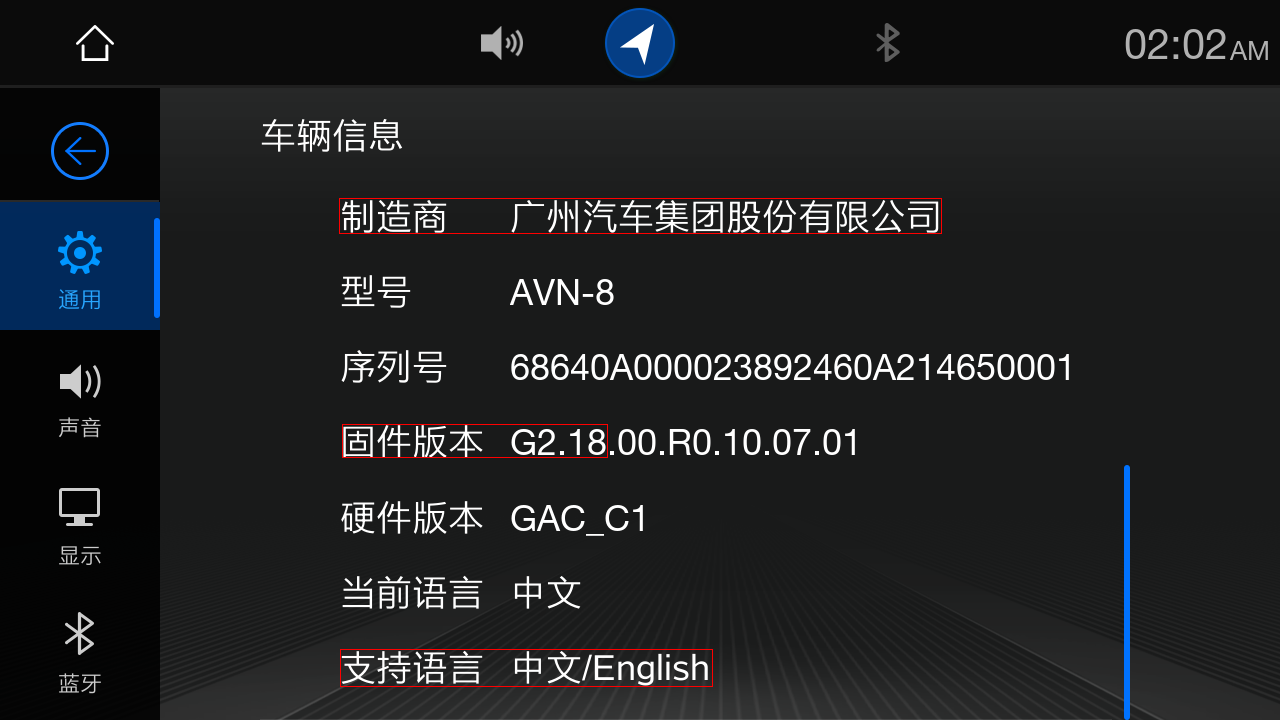 02:02AM
车辆信息
制造商 广州汽车集团股份有限公司
型号 AVN-8
序列号 68640A000023892460A214650001
固件版本 G2.18.00.R0.10.07.01
硬件版本 GAC_C1
当前语言 中文
支持语言 中文/English
通用
声音
显示
蓝牙